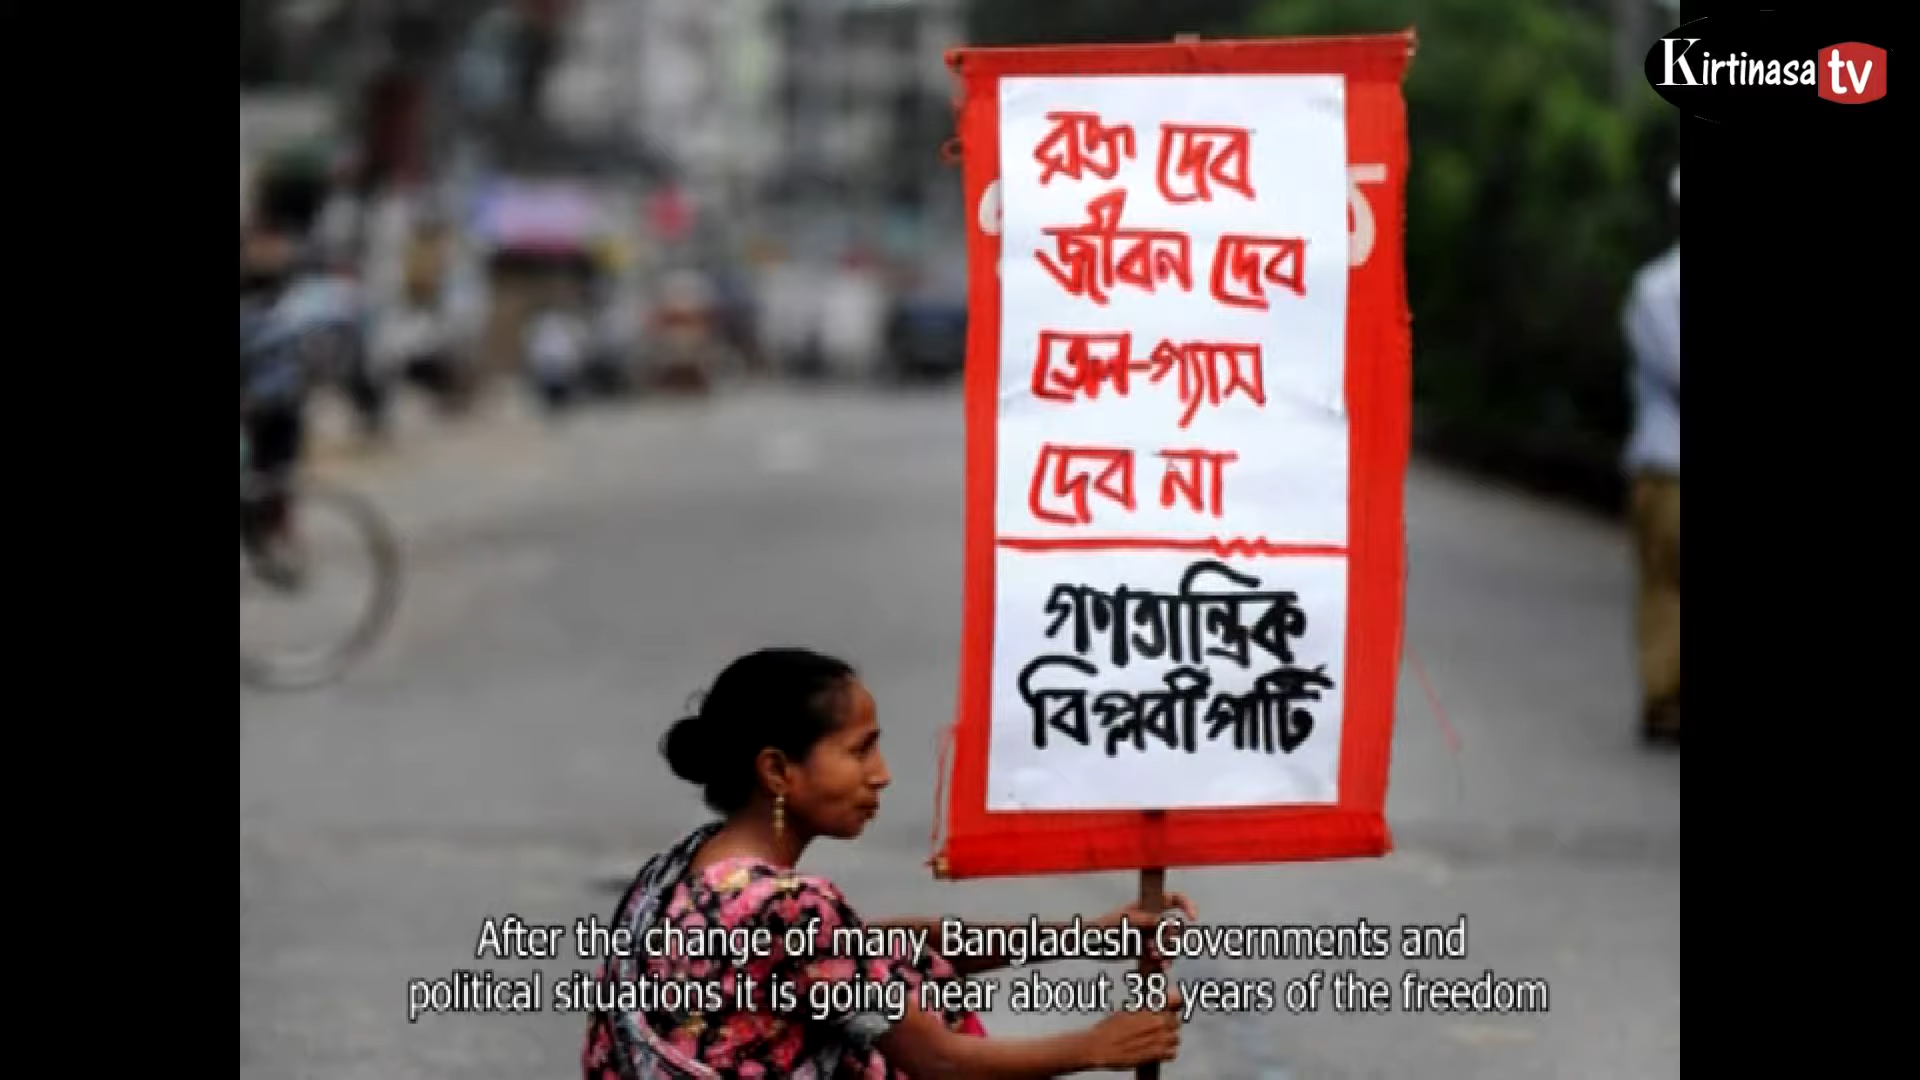 Kirtinasa tv
রক্ত দেব
জীবন দেব
তেল-গ্যাস
দেব না
গণতান্ত্রিক
বিপ্লবী পার্টি
After the change of many Bangladesh Governments and
political situations it is going near about 38 years of the freedom